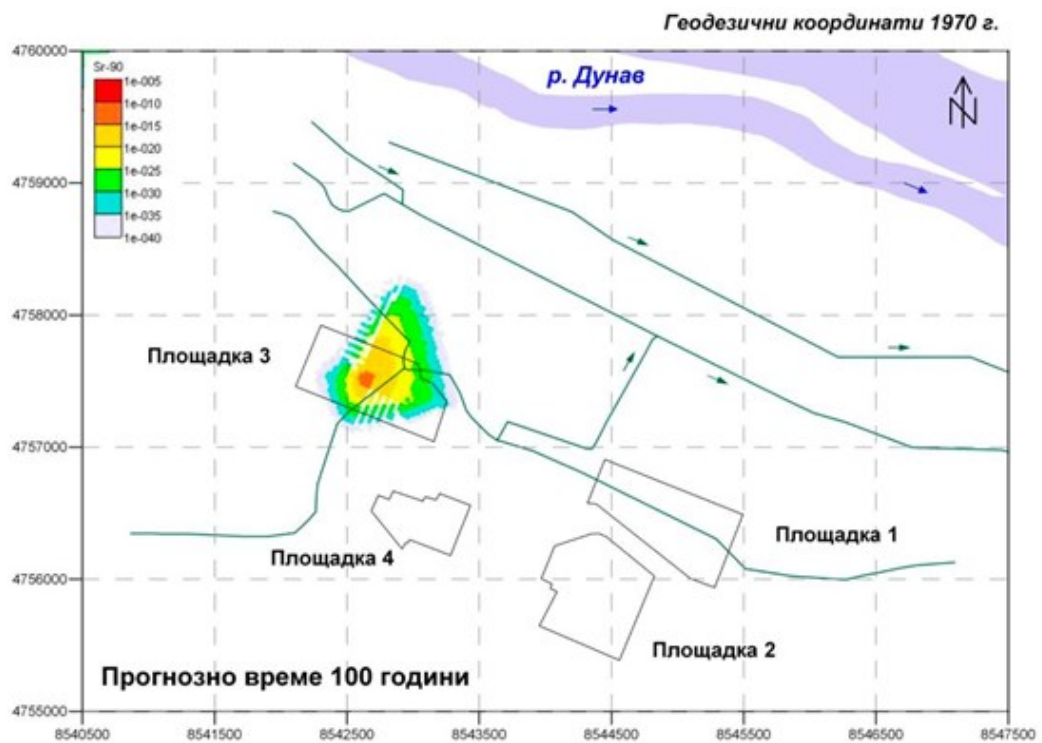 Геодезични координати 1970 г.
4760000
Sr-90
1e-005
1e-010
1e-015
1e-020
1e-025
1e-030
1e-035
1e-040
р. Дунав
N
4759000
4758000
Площадка 3
4757000
Площадка 4
Площадка 1
4756000
Площадка 2
Прогнозно време 100 години
4755000
8540500
8541500
8542500
8543500
8544500
8545500
8546500
8547500